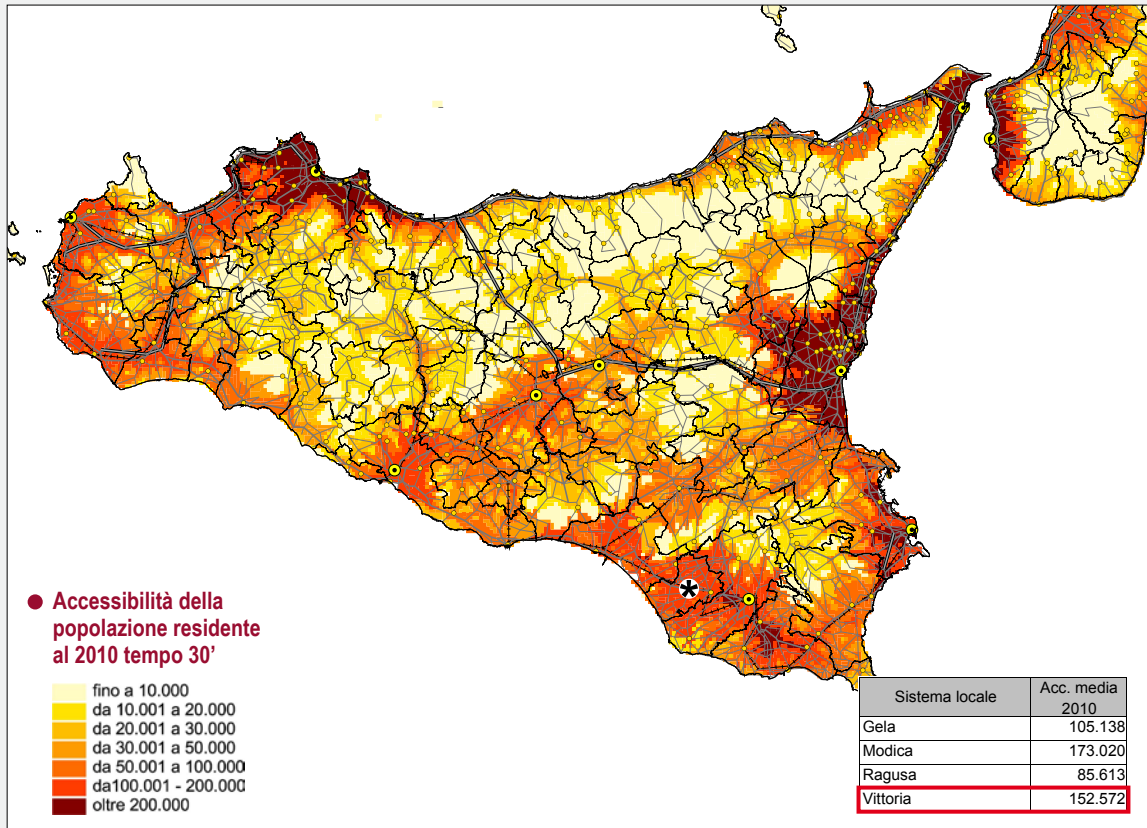 Accessibilità della
popolazione residente
al 2010 tempo 30’
fino a 10.000
da 10.001 a 20.000
da 20.001 a 30.000
da 30.001 a 50.000
da 50.001 a 100.000
da100.001 - 200.000
oltre 200.000
Sistema locale Acc. media
2010
Gela 105.138
Modica 173.020
Ragusa 85.613
Vittoria 152.572